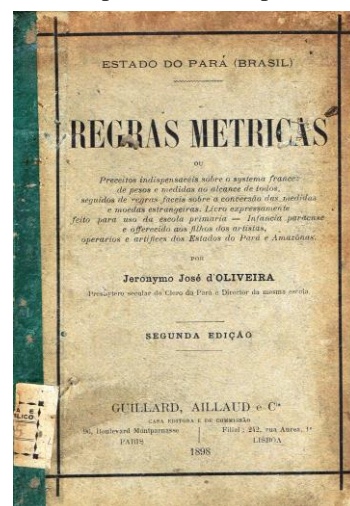 ESTADO DO PARÁ (BRASIL)
REGRAS METRICAS
OU
Preceitos indispensaveis sobre o systema francez
de pesos e medidas ao alcance de todos,
seguidos de regras faceis sobre a conversão das medidas
e moedas estrangeiras. Livro expressamente
feito para uso da escola primaria — Infancia paraense
e offerecido aos filhos dos artistas,
operarios e artifices dos Estados do Pará e Amazônas.
POR
Jeronymo José d'OLIVEIRA
Presbytero secular do Clero da Pará e Director da mesma escola
SEGUNDA EDIÇÃO
GUILLARD, AILLAUD e Cª
CASA EDITORA E DE COMMISSÃO
96, Boulevard Montparnasse
PARIS
Filial : 242, rua Aurea, 1º
LISBOA
1898